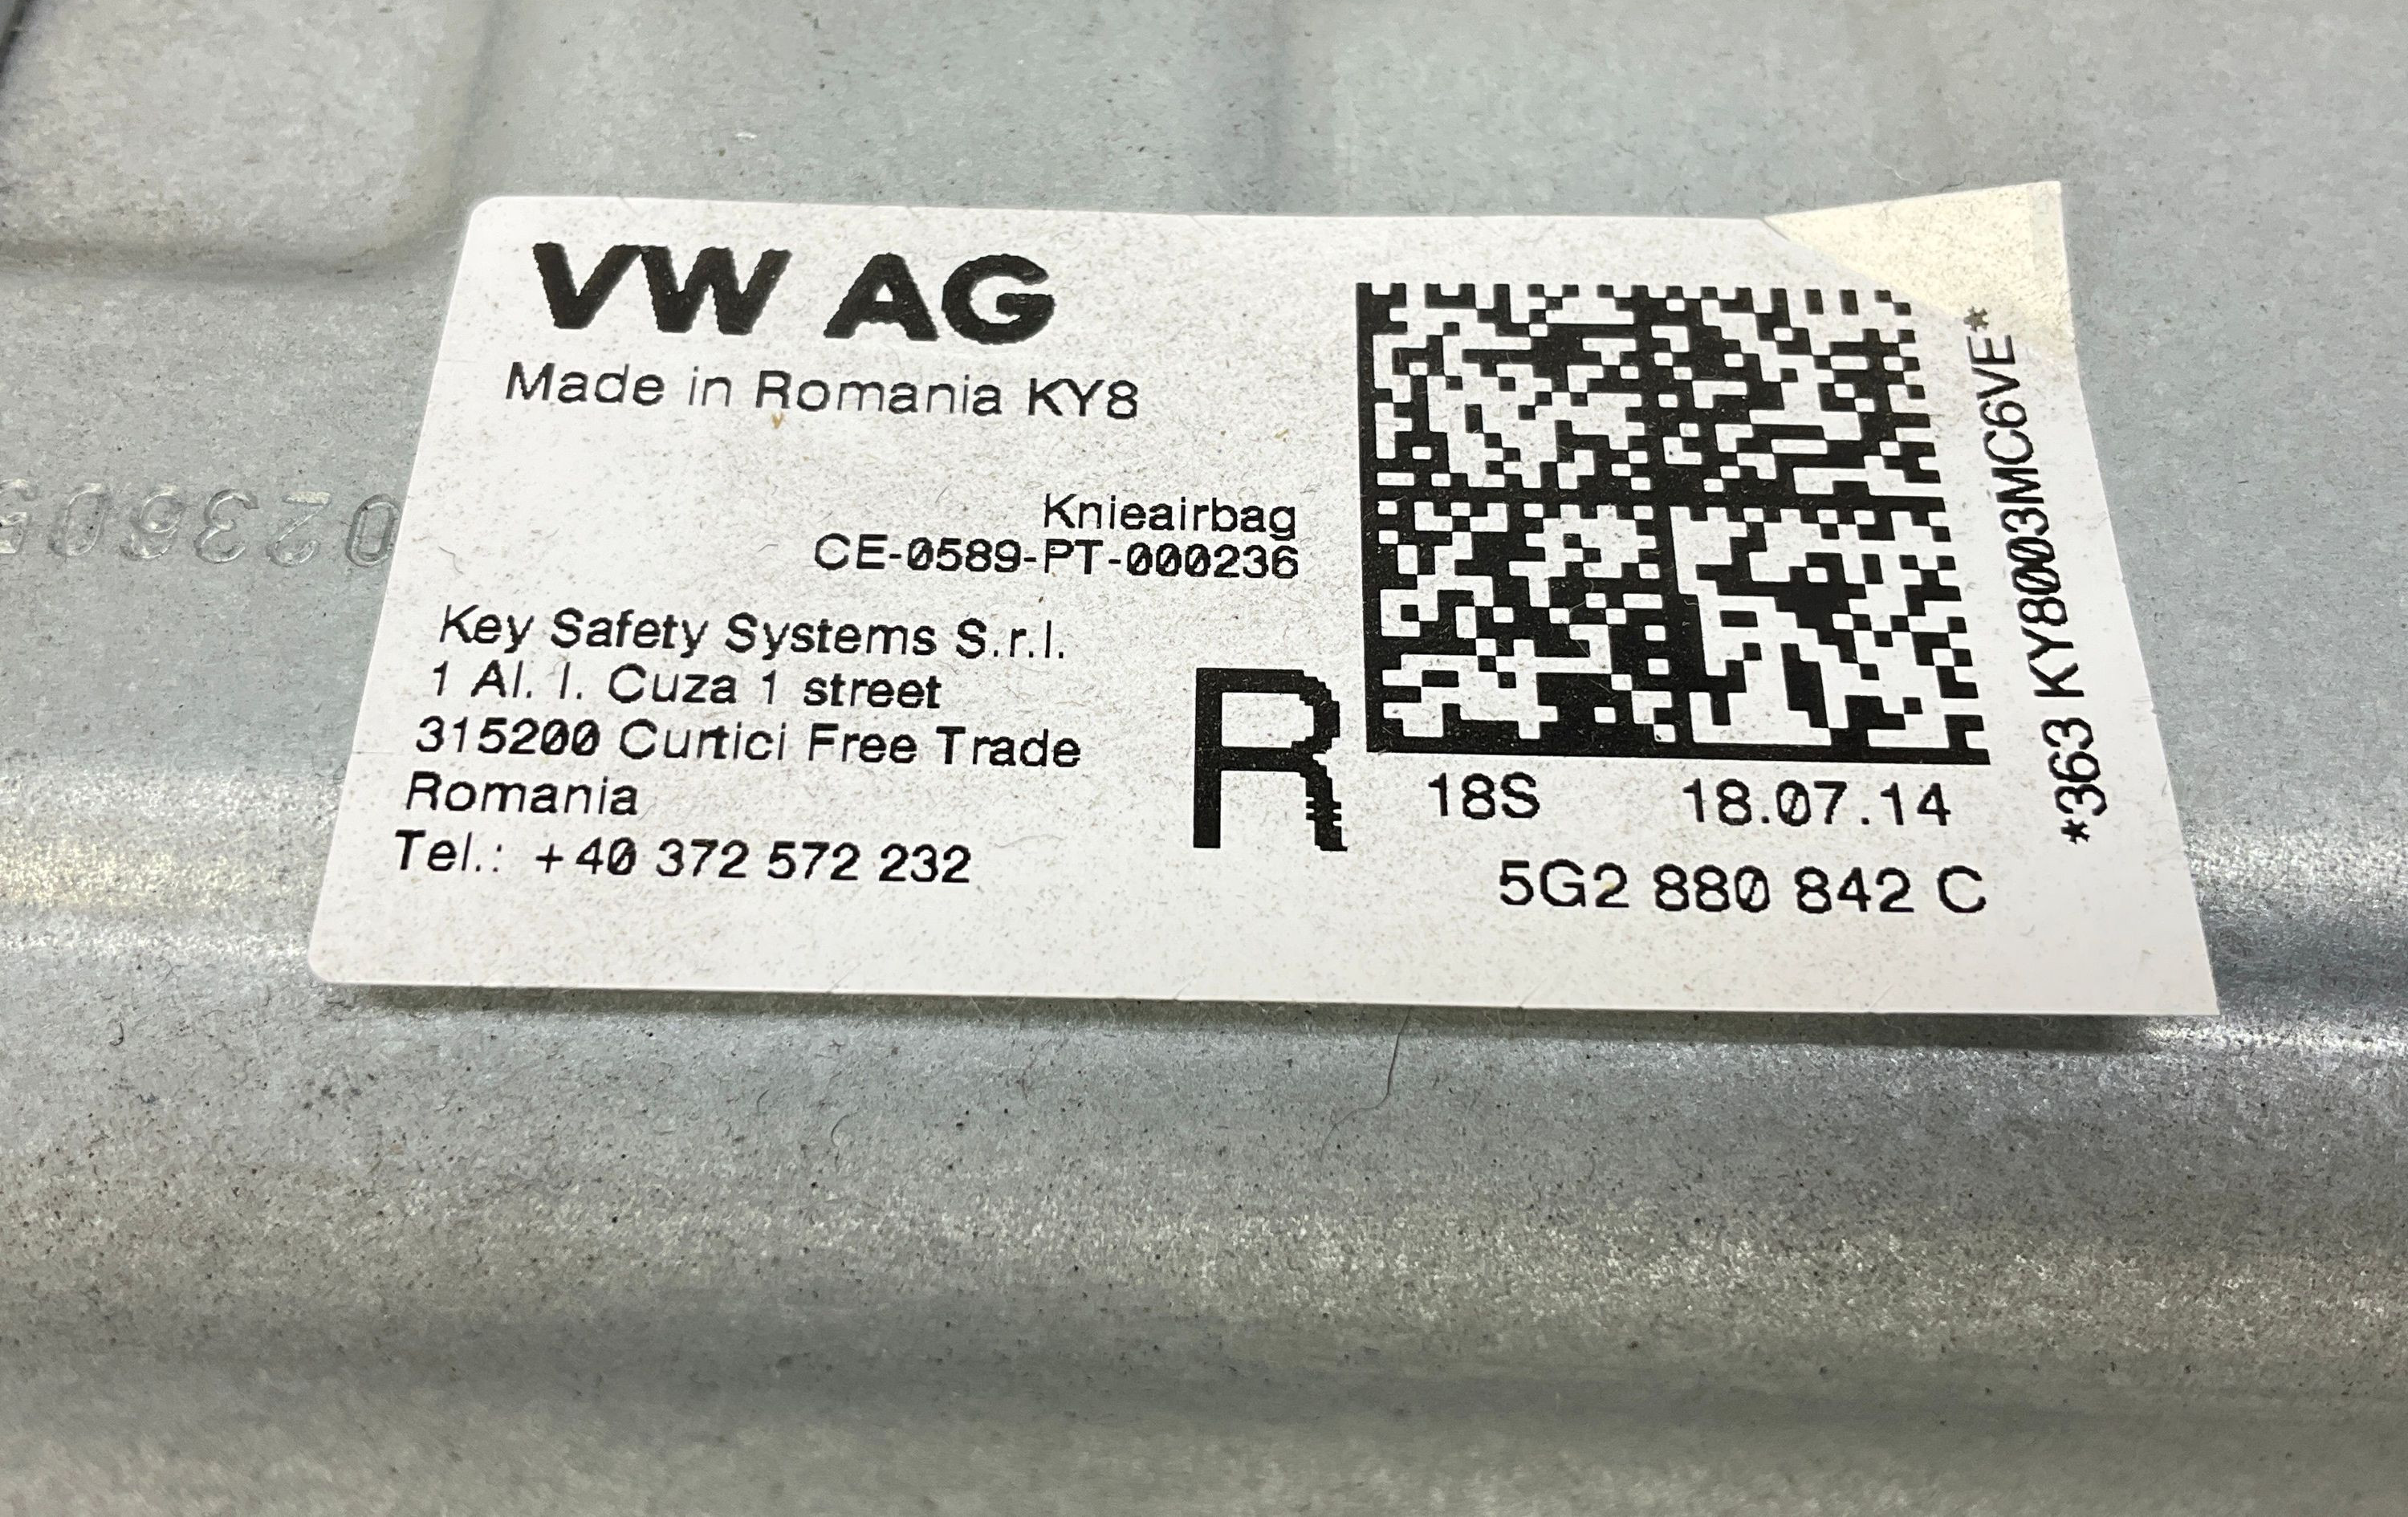 VW AG
Made in Romania KY8
Knieairbag
CE-0589-PT-000236
Key Safety Systems S.r.l.
1 Al. I. Cuza 1 street
315200 Curtici Free Trade
Romania
Tel.: +40 372 572 232
R
18S 18.07.14
5G2 880 842 C
*363 KY8003MC6VE*